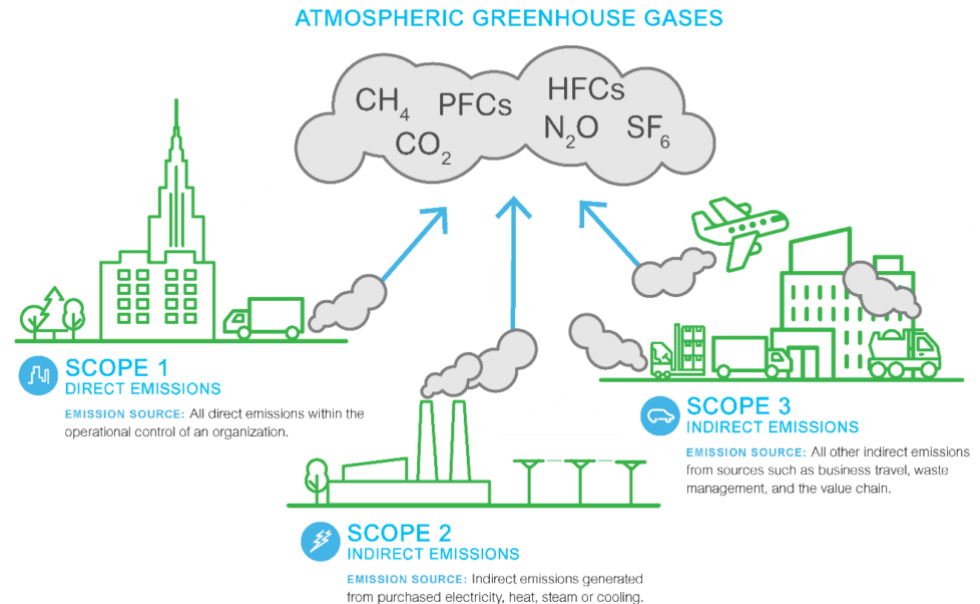 ATMOSPHERIC GREENHOUSE GASES
CH₄ PFCs HFCs
CO₂ N₂O SF₆
SCOPE 1
DIRECT EMISSIONS
EMISSION SOURCE: All direct emissions within the
operational control of an organization.
SCOPE 2
INDIRECT EMISSIONS
EMISSION SOURCE: Indirect emissions generated
from purchased electricity, heat, steam or cooling.
SCOPE 3
INDIRECT EMISSIONS
EMISSION SOURCE: All other indirect emissions
from sources such as business travel, waste
management, and the value chain.